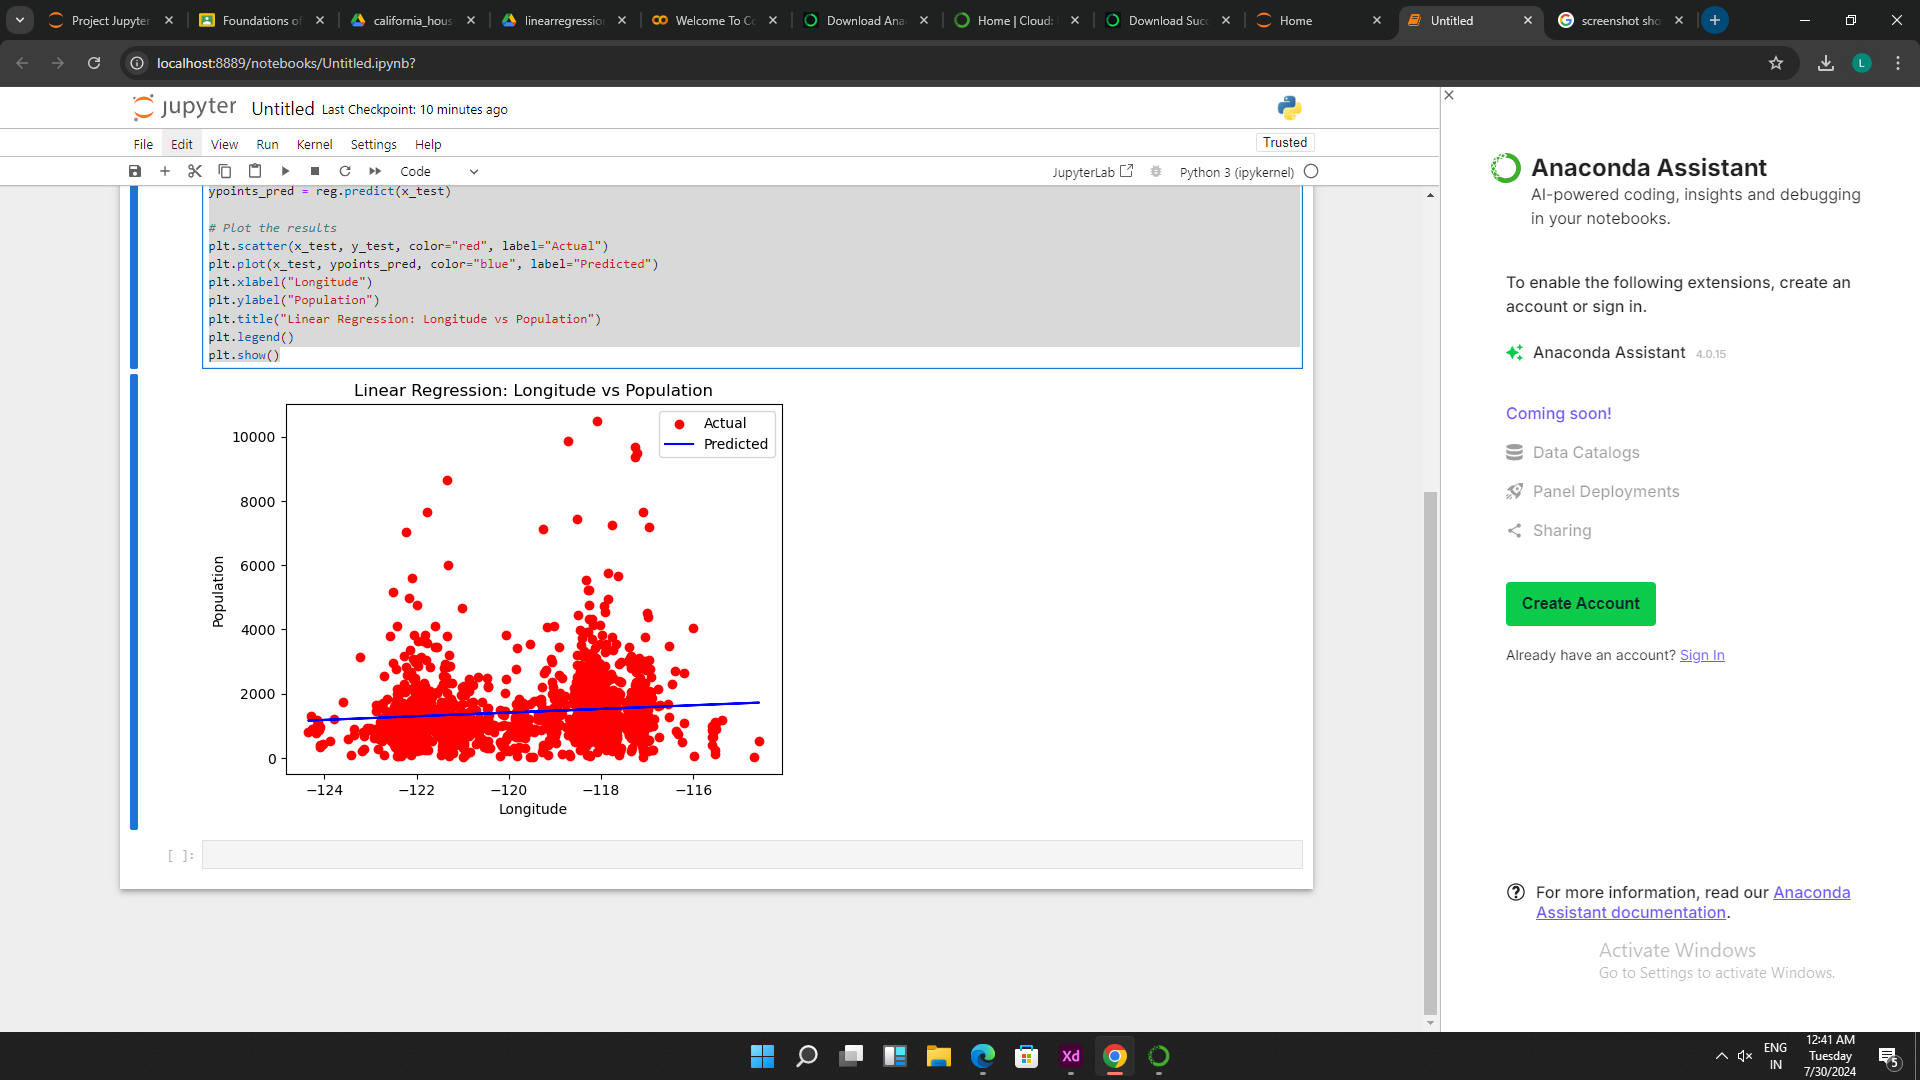 Project Jupyter
Foundations of
california_hous
linearregression
Welcome To Co
Download Ana
Home | Cloud:
Download Succ
Home
Untitled
screenshot sho
localhost:8889/notebooks/Untitled.ipynb?
L
jupyter Untitled Last Checkpoint: 10 minutes ago
File Edit View Run Kernel Settings Help
Trusted
Code
JupyterLab
Python 3 (ipykernel)
ypoints_pred = reg.predict(x_test)
# Plot the results
plt.scatter(x_test, y_test, color="red", label="Actual")
plt.plot(x_test, ypoints_pred, color="blue", label="Predicted")
plt.xlabel("Longitude")
plt.ylabel("Population")
plt.title("Linear Regression: Longitude vs Population")
plt.legend()
plt.show()
Linear Regression: Longitude vs Population
Actual
Predicted
10000
8000
6000
4000
2000
0
Population
−124 −122 −120 −118 −116
Longitude
[ ]:
Anaconda Assistant
AI-powered coding, insights and debugging
in your notebooks.
To enable the following extensions, create an
account or sign in.
Anaconda Assistant 4.0.15
Coming soon!
Data Catalogs
Panel Deployments
Sharing
Create Account
Already have an account? Sign In
For more information, read our Anaconda
Assistant documentation.
Activate Windows
Go to Settings to activate Windows.
Xd
ENG
IN
12:41 AM
Tuesday
7/30/2024
5